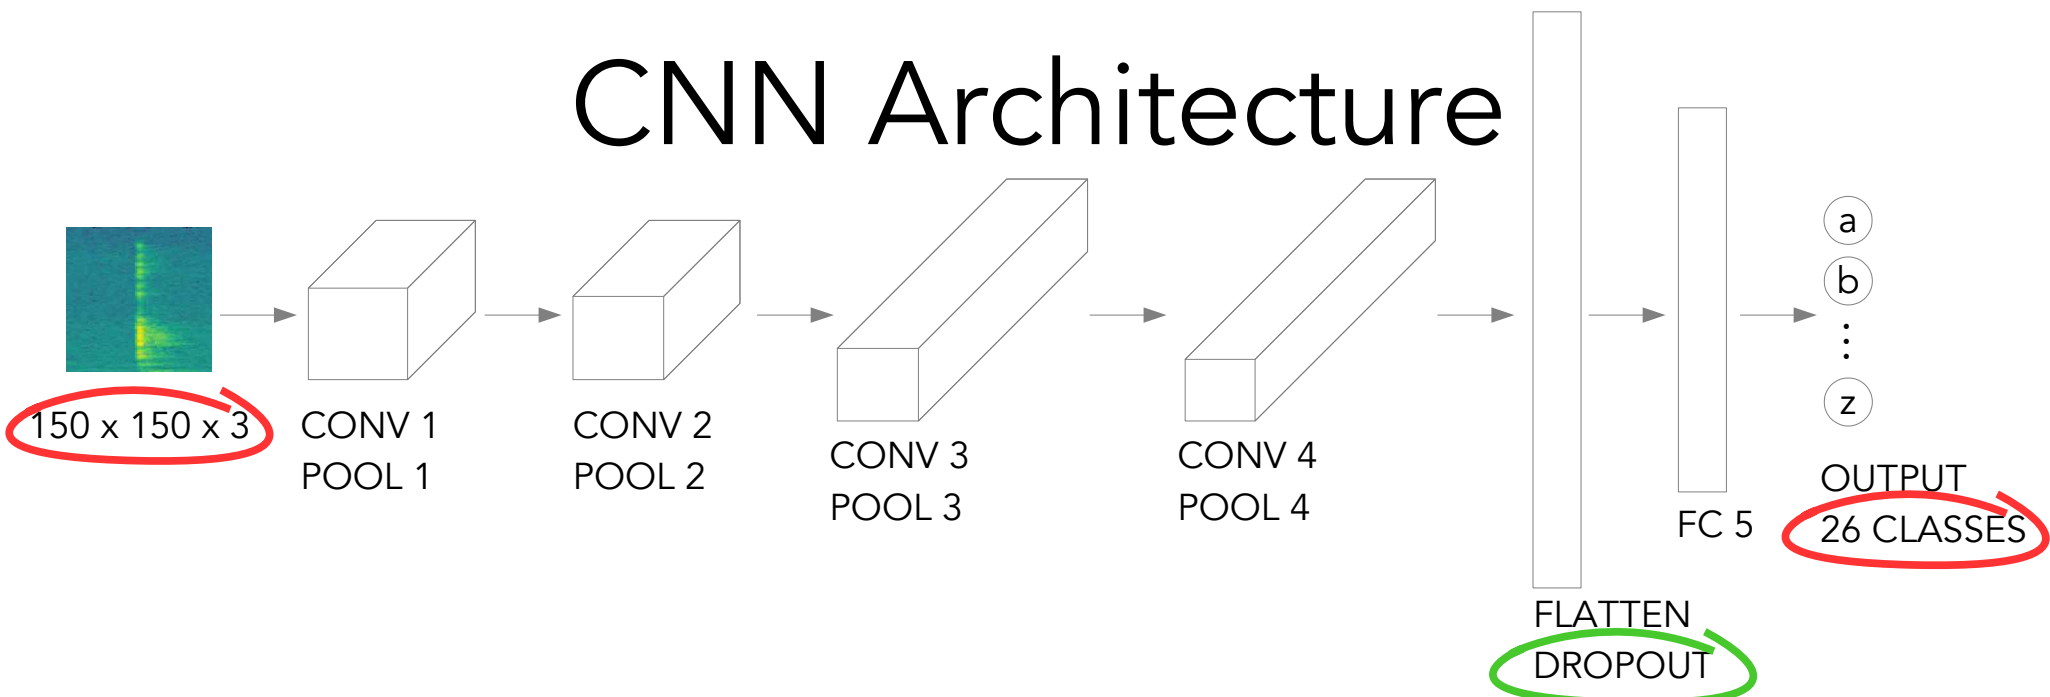 CNN Architecture
150 x 150 x 3
CONV 1
POOL 1
CONV 2
POOL 2
CONV 3
POOL 3
CONV 4
POOL 4
FLATTEN
DROPOUT
FC 5
a
b
z
OUTPUT
26 CLASSES